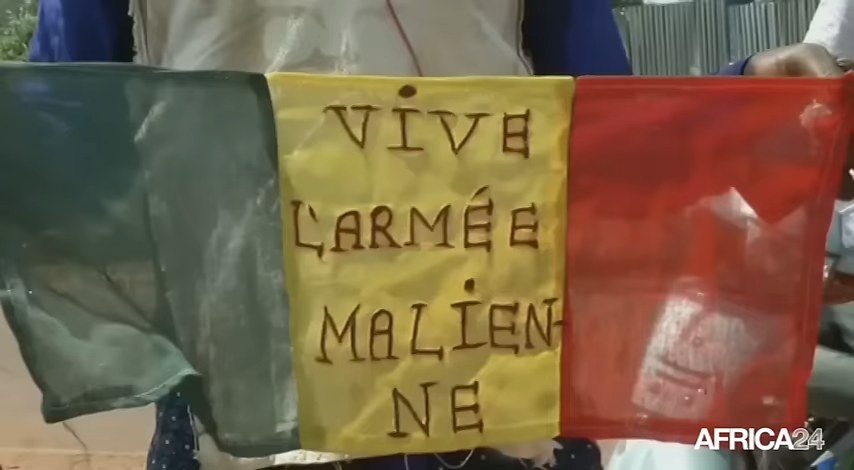 VIVE
L'ARMÉE
MALIEN-
NE
AFRICA24